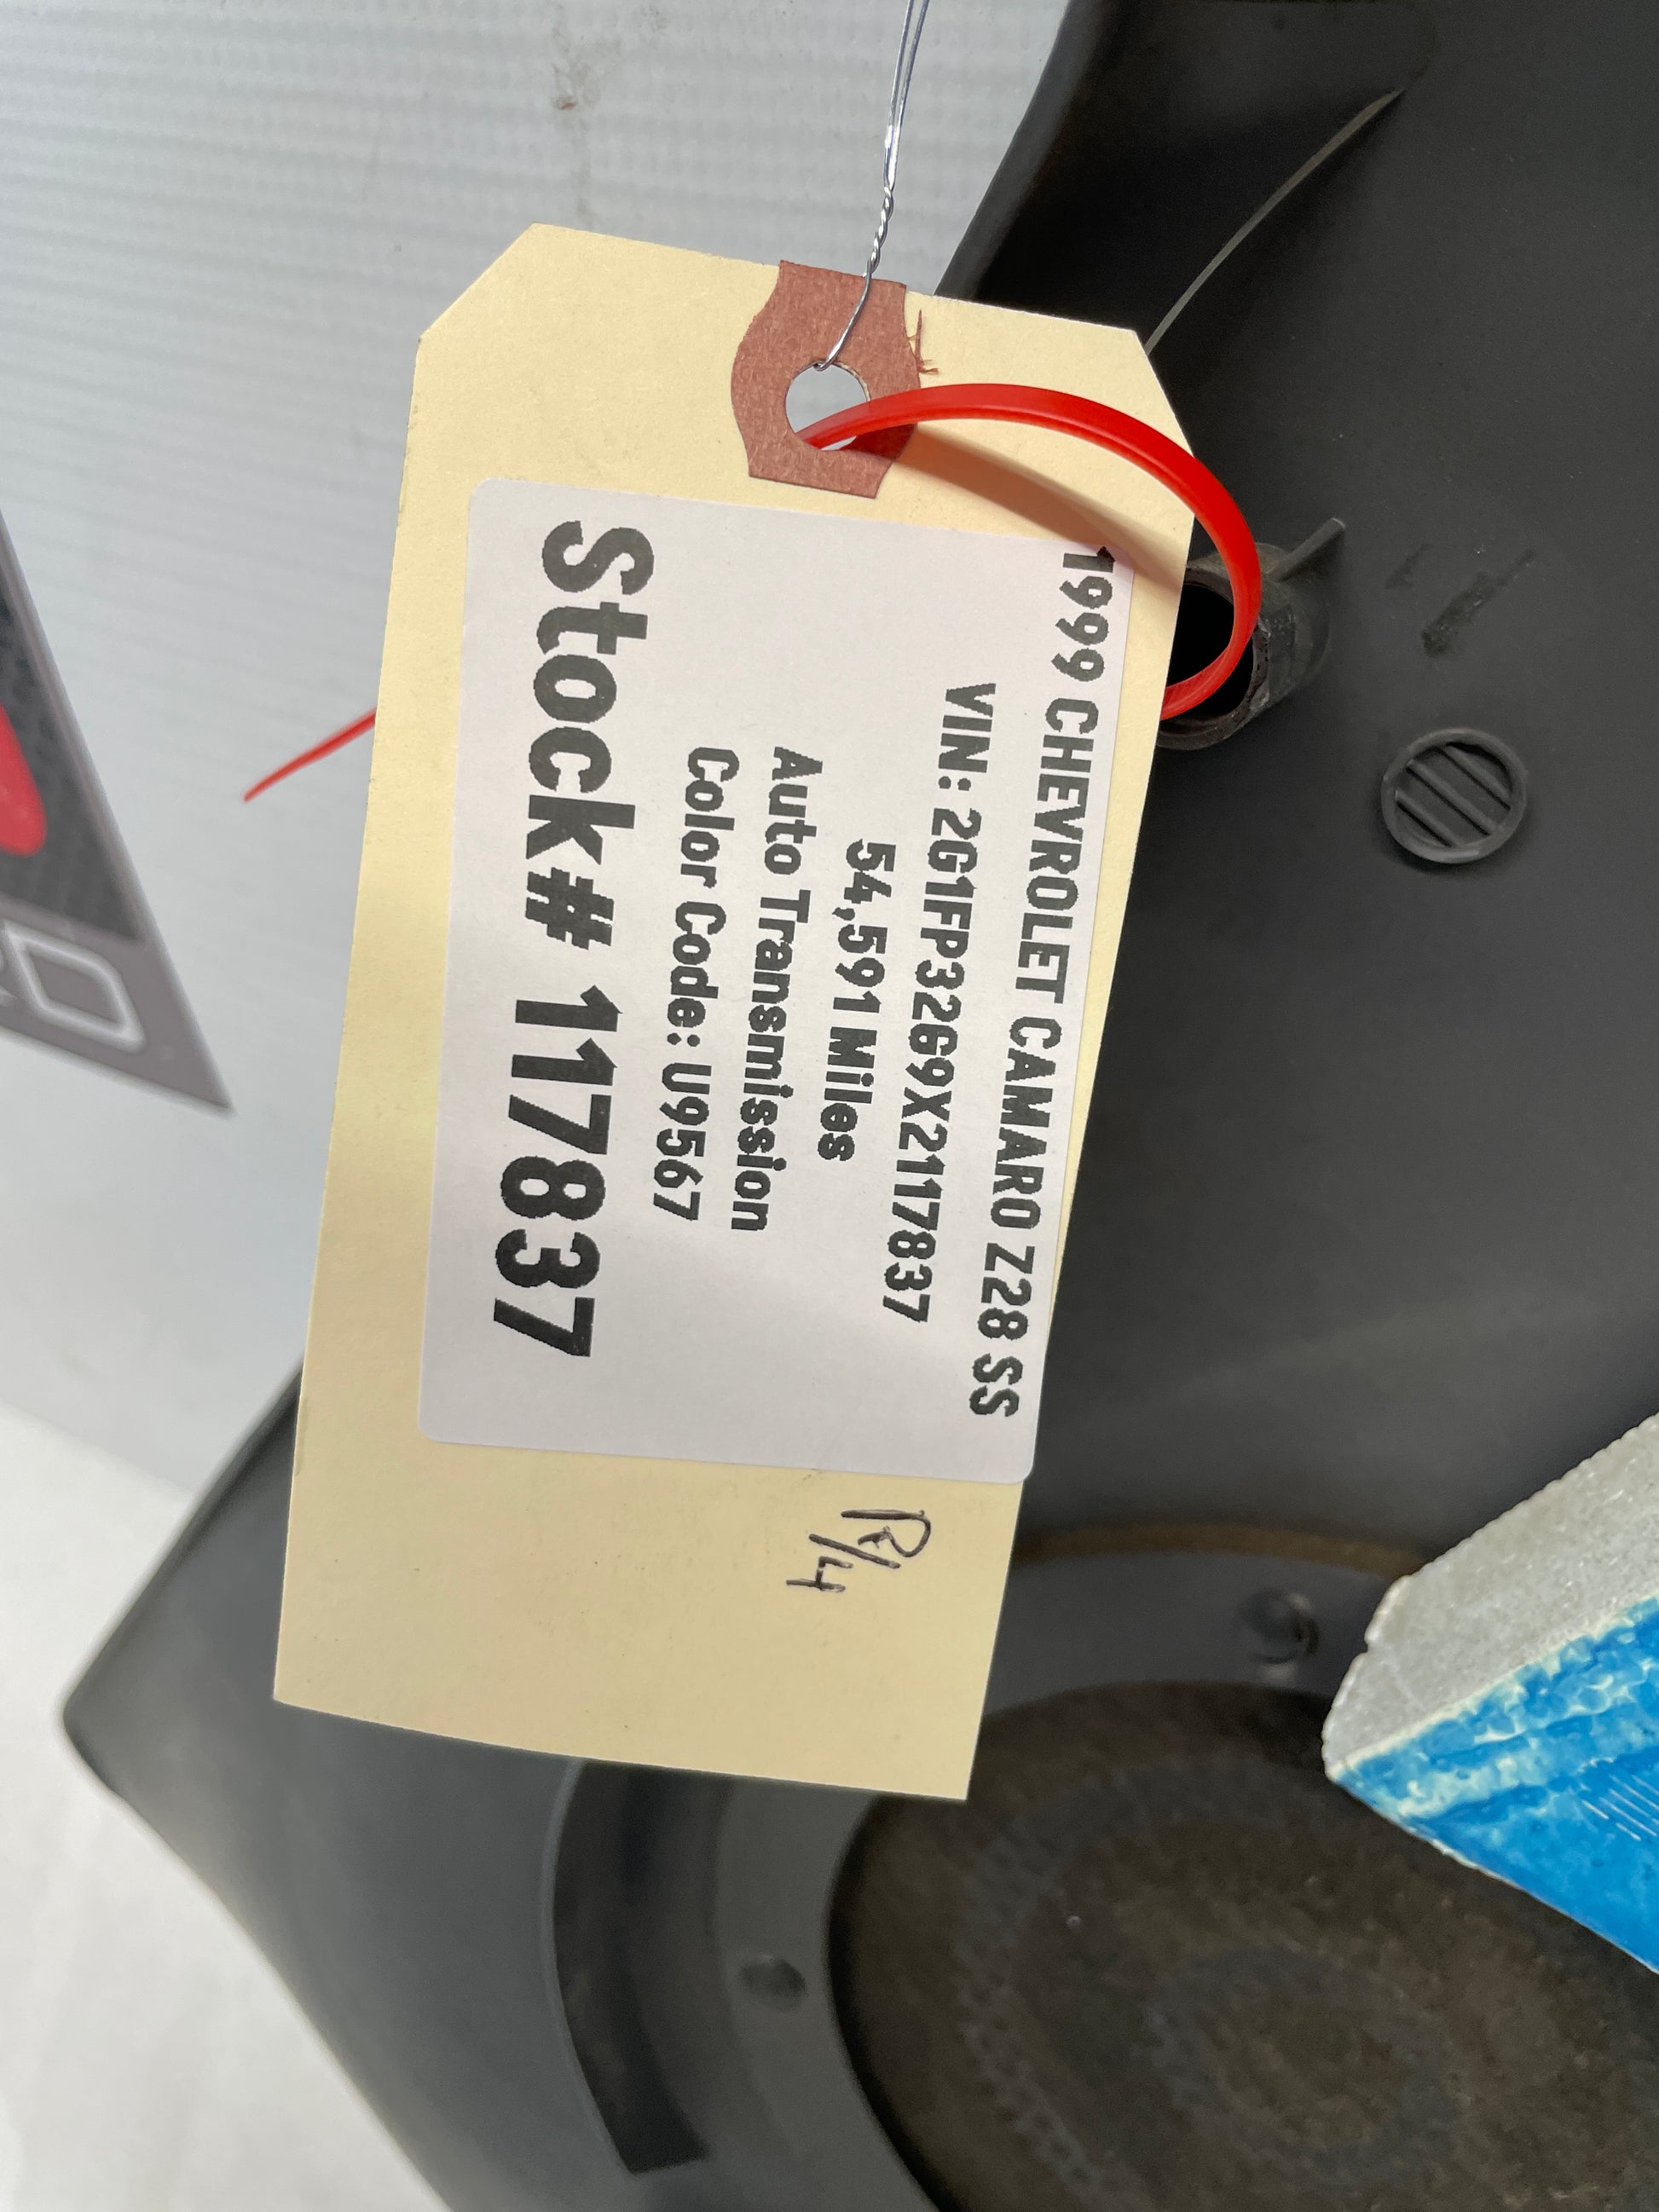 1999 CHEVROLET CAMARO Z28 SS
VIN: 2G1FP32G9X2117837
54,591 Miles
Auto Transmission
Color Code: U9567
Stock# 117837
R/4